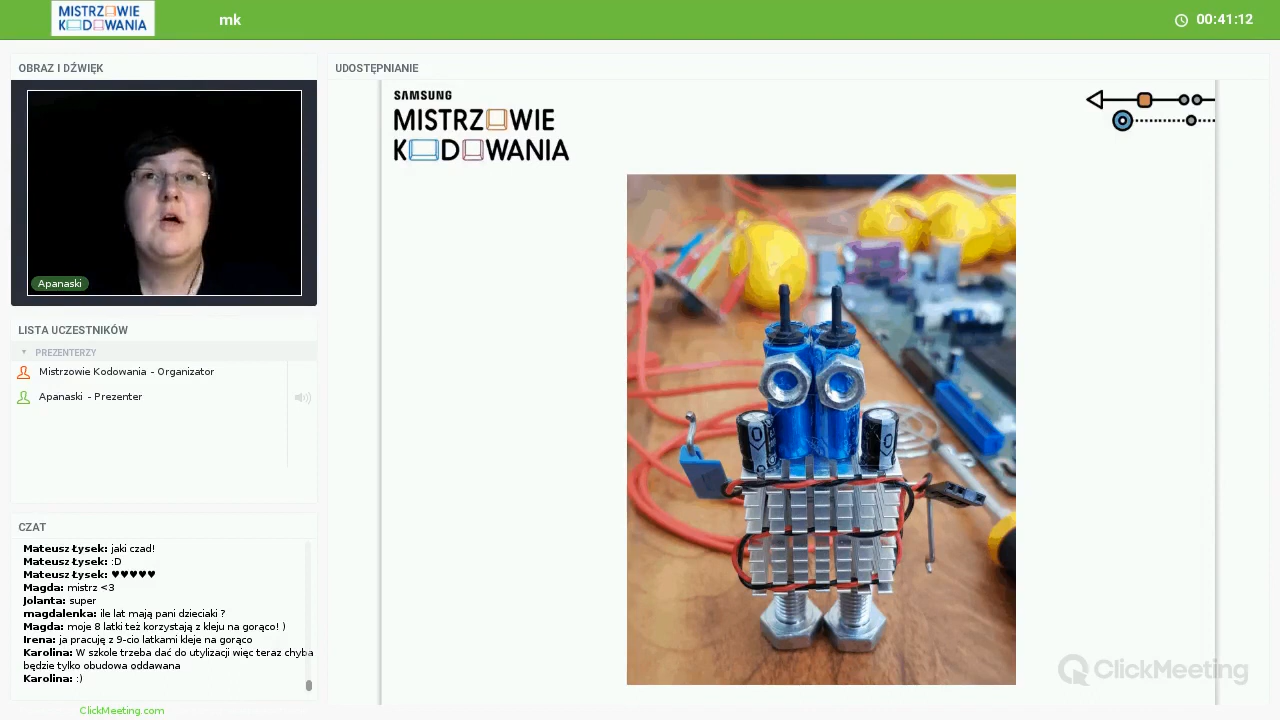 MISTRZOWIE
KODOWANIA
mk
00:41:12
OBRAZ I DŹWIĘK
Apanaski
LISTA UCZESTNIKÓW
PREZENTERZY
Mistrzowie Kodowania - Organizator
Apanaski - Prezenter
CZAT
Mateusz Łysek: jaki czad!
Mateusz Łysek: :D
Mateusz Łysek: ♥♥♥♥♥
Magda: mistrz <3
Jolanta: super
magdalenka: ile lat mają pani dzieciaki ?
Magda: moje 8 latki też korzystają z kleju na gorąco! )
Irena: ja pracuję z 9-cio latkami kleje na gorąco
Karolina: W szkole trzeba dać do utylizacji więc teraz chyba
będzie tylko obudowa oddawana
Karolina: :)
ClickMeeting.com
UDOSTĘPNIANIE
SAMSUNG
MISTRZOWIE
KODOWANIA
ClickMeeting